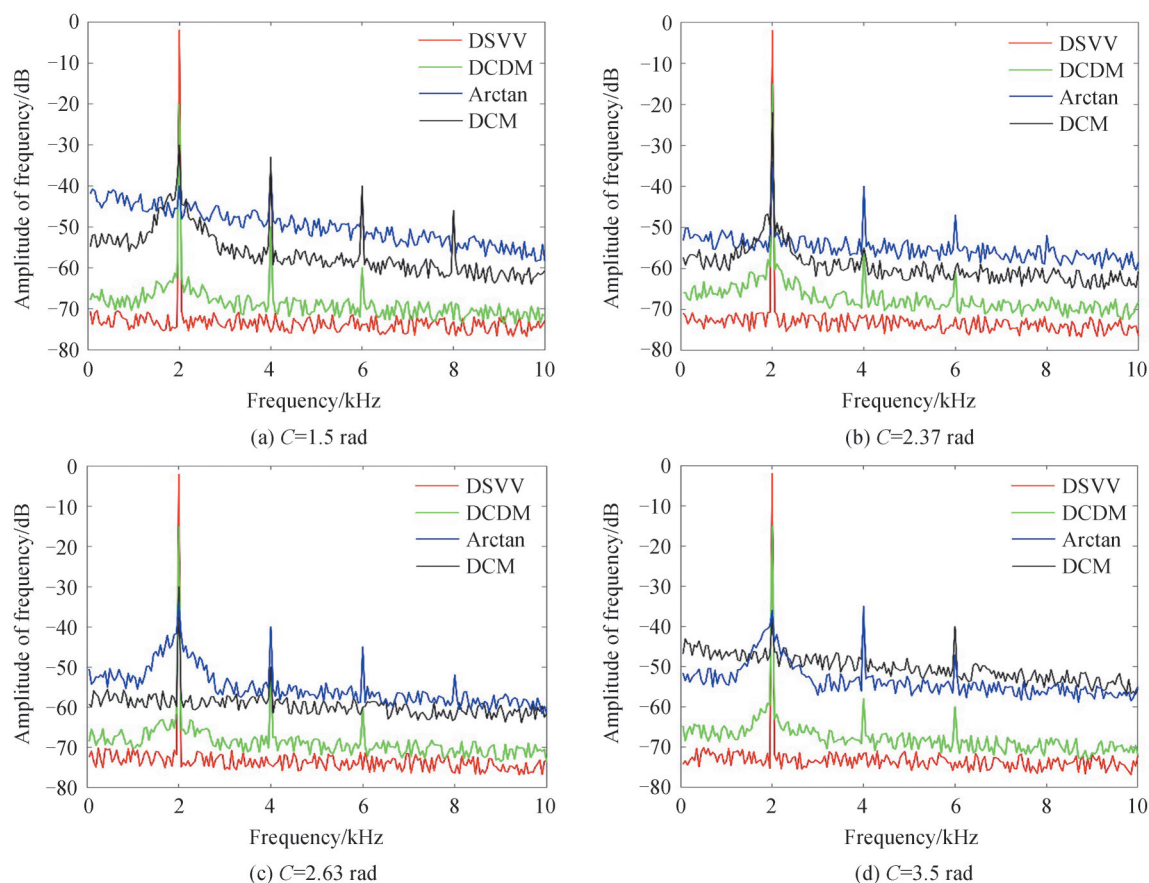 0
−10
−20
−30
−40
−50
−60
−70
−80
Amplitude of frequency/dB
DSVV
DCDM
Arctan
DCM
0 2 4 6 8 10
Frequency/kHz
(a) C=1.5 rad
0
−10
−20
−30
−40
−50
−60
−70
−80
Amplitude of frequency/dB
DSVV
DCDM
Arctan
DCM
0 2 4 6 8 10
Frequency/kHz
(b) C=2.37 rad
0
−10
−20
−30
−40
−50
−60
−70
−80
Amplitude of frequency/dB
DSVV
DCDM
Arctan
DCM
0 2 4 6 8 10
Frequency/kHz
(c) C=2.63 rad
0
−10
−20
−30
−40
−50
−60
−70
−80
Amplitude of frequency/dB
DSVV
DCDM
Arctan
DCM
0 2 4 6 8 10
Frequency/kHz
(d) C=3.5 rad